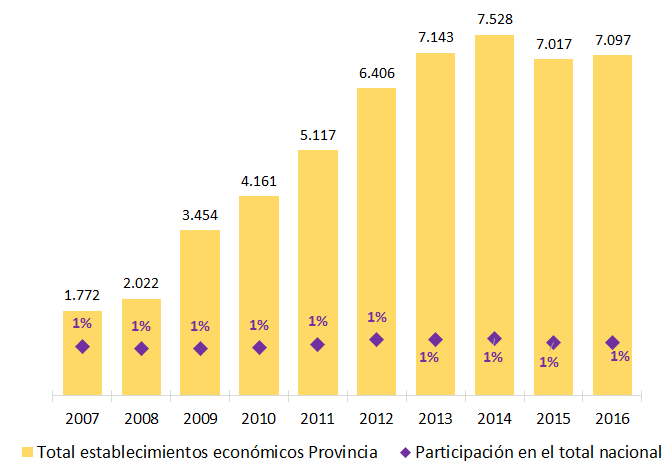 7.528
7.143
7.017
7.097
6.406
5.117
4.161
3.454
2.022
1.772
1% 1% 1% 1% 1% 1%
1% 1% 1% 1%
2007 2008 2009 2010 2011 2012 2013 2014 2015 2016
Total establecimientos económicos Provincia Participación en el total nacional